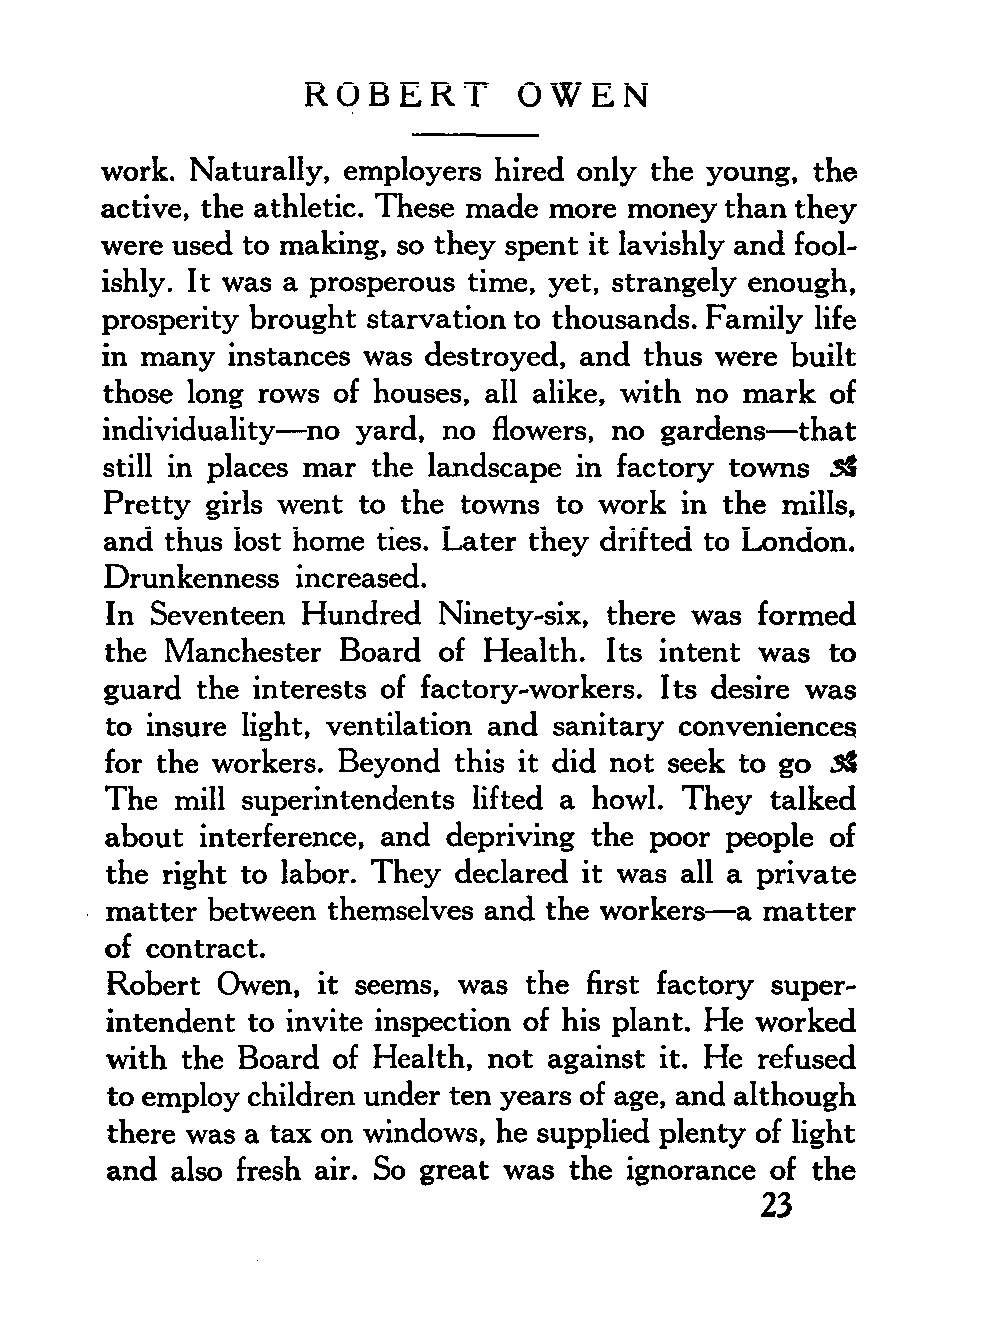 ROBERT OWEN
work. Naturally, employers hired only the young, the
active, the athletic. These made more money than they
were used to making, so they spent it lavishly and fool-
ishly. It was a prosperous time, yet, strangely enough,
prosperity brought starvation to thousands. Family life
in many instances was destroyed, and thus were built
those long rows of houses, all alike, with no mark of
individuality—no yard, no flowers, no gardens—that
still in places mar the landscape in factory towns
Pretty girls went to the towns to work in the mills,
and thus lost home ties. Later they drifted to London.
Drunkenness increased.
In Seventeen Hundred Ninety-six, there was formed
the Manchester Board of Health. Its intent was to
guard the interests of factory-workers. Its desire was
to insure light, ventilation and sanitary conveniences
for the workers. Beyond this it did not seek to go
The mill superintendents lifted a howl. They talked
about interference, and depriving the poor people of
the right to labor. They declared it was all a private
matter between themselves and the workers—a matter
of contract.
Robert Owen, it seems, was the first factory super-
intendent to invite inspection of his plant. He worked
with the Board of Health, not against it. He refused
to employ children under ten years of age, and although
there was a tax on windows, he supplied plenty of light
and also fresh air. So great was the ignorance of the
23